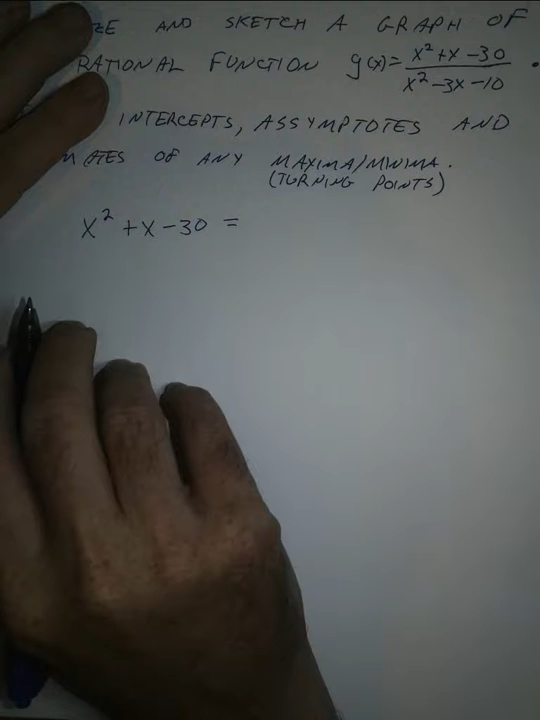 AND SKETCH A GRAPH OF
RATIONAL FUNCTION g(x) = (x² + x - 30) / (x² - 3x - 10) .
INTERCEPTS, ASSYMPTOTES AND
OF ANY MAXIMA/MINIMA.
(TURNING POINTS)
x² + x - 30 =